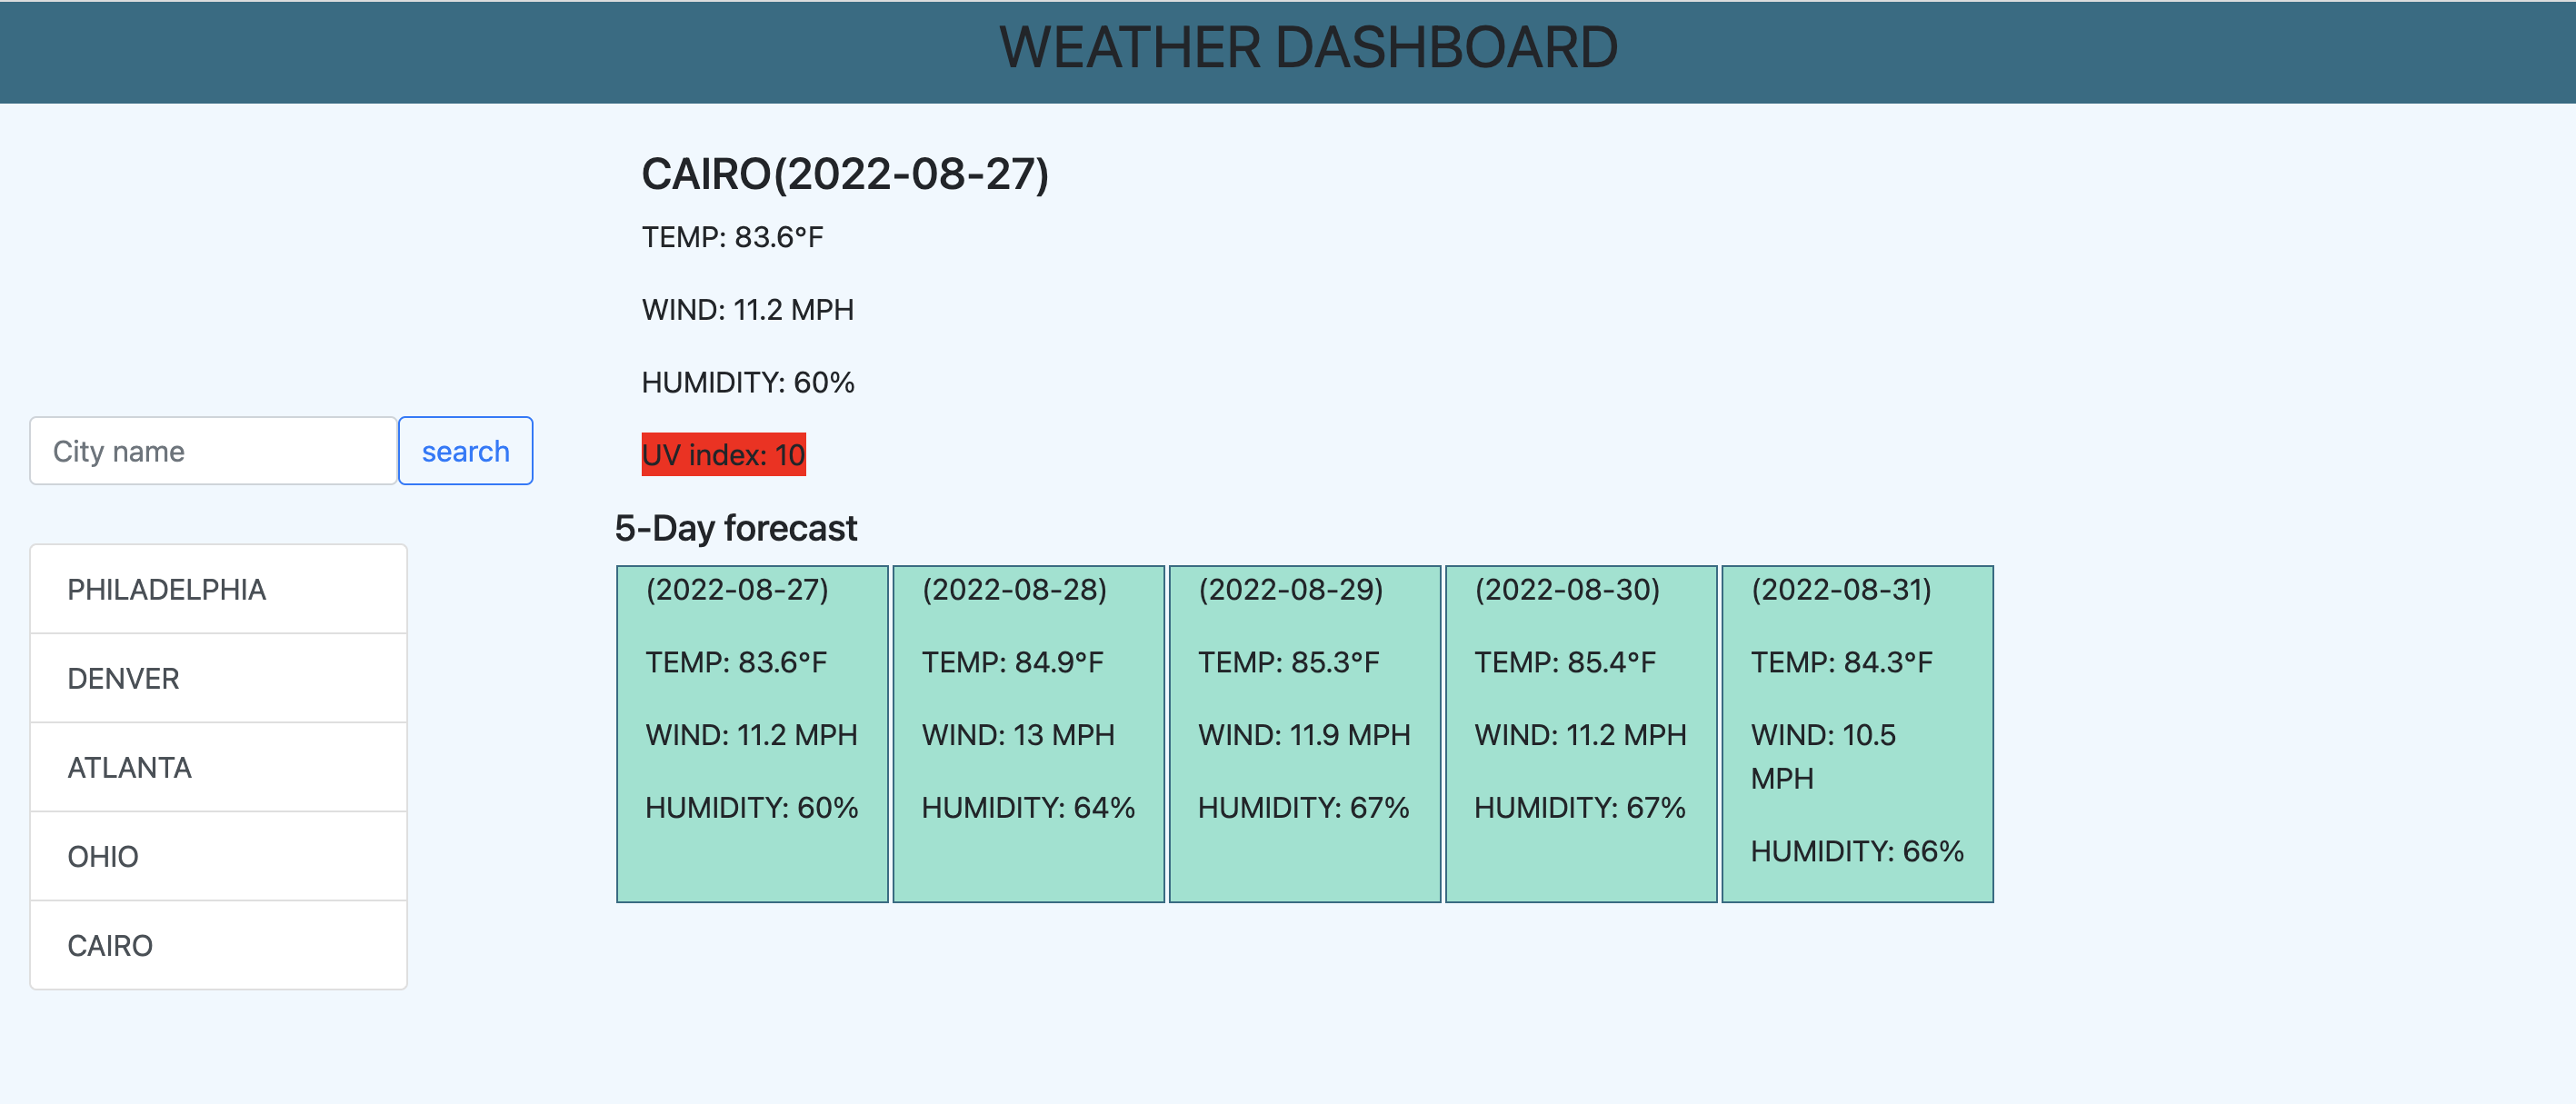 WEATHER DASHBOARD
City name
search
PHILADELPHIA
DENVER
ATLANTA
OHIO
CAIRO
CAIRO(2022-08-27)
TEMP: 83.6°F
WIND: 11.2 MPH
HUMIDITY: 60%
UV index: 10
5-Day forecast
(2022-08-27)
TEMP: 83.6°F
WIND: 11.2 MPH
HUMIDITY: 60%
(2022-08-28)
TEMP: 84.9°F
WIND: 13 MPH
HUMIDITY: 64%
(2022-08-29)
TEMP: 85.3°F
WIND: 11.9 MPH
HUMIDITY: 67%
(2022-08-30)
TEMP: 85.4°F
WIND: 11.2 MPH
HUMIDITY: 67%
(2022-08-31)
TEMP: 84.3°F
WIND: 10.5
MPH
HUMIDITY: 66%